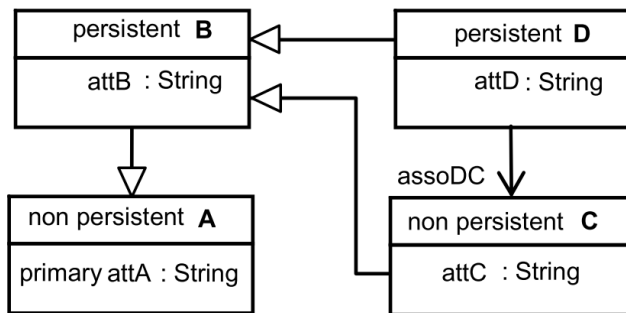 persistent B
attB : String
persistent D
attD : String
assoDC
non persistent A
primary attA : String
non persistent C
attC : String